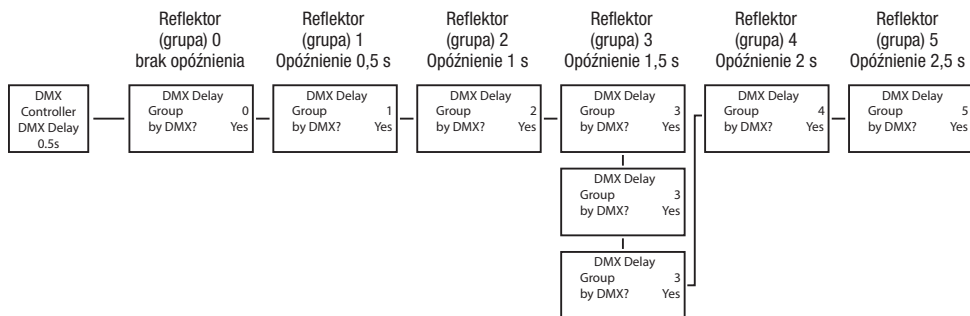 Reflektor
(grupa) 0
brak opóźnienia
Reflektor
(grupa) 1
Opóźnienie 0,5 s
Reflektor
(grupa) 2
Opóźnienie 1 s
Reflektor
(grupa) 3
Opóźnienie 1,5 s
Reflektor
(grupa) 4
Opóźnienie 2 s
Reflektor
(grupa) 5
Opóźnienie 2,5 s
DMX
Controller
DMX Delay
0.5s
DMX Delay
Group 0
by DMX? Yes
DMX Delay
Group 1
by DMX? Yes
DMX Delay
Group 2
by DMX? Yes
DMX Delay
Group 3
by DMX? Yes
DMX Delay
Group 4
by DMX? Yes
DMX Delay
Group 5
by DMX? Yes
DMX Delay
Group 3
by DMX? Yes
DMX Delay
Group 3
by DMX? Yes